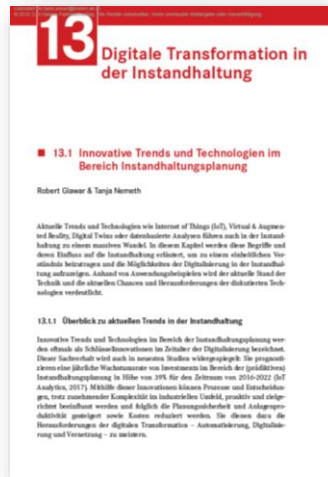 13
Digitale Transformation in
der Instandhaltung
■ 13.1 Innovative Trends und Technologien im
Bereich Instandhaltungsplanung
Robert Glawar & Tanja Nemeth
Aktuelle Trends und Technologien wie Internet of Things (IoT), Virtual & Augmen-
ted Reality, Digital Twins oder datenbasierte Analysen führen auch in der Instand-
haltung zu einem massiven Wandel. In diesem Kapitel werden diese Begriffe und
deren Einfluss auf die Instandhaltung erläutert, um zu einem einheitlichen Ver-
ständnis beizutragen und die Möglichkeiten der Digitalisierung in der Instandhal-
tung aufzuzeigen. Anhand von Anwendungsbeispielen wird der aktuelle Stand der
Technik und die aktuellen Chancen und Herausforderungen der diskutierten Tech-
nologien verdeutlicht.
13.1.1 Überblick zu aktuellen Trends in der Instandhaltung
Innovative Trends und Technologien im Bereich der Instandhaltungsplanung wer-
den oftmals als Schlüsselinnovationen im Zeitalter der Digitalisierung bezeichnet.
Dieser Sachverhalt wird auch in neuesten Studien widergespiegelt: Sie prognosti-
zieren eine jährliche Wachstumsrate von Investments im Bereich der (prädiktiven)
Instandhaltungsplanung in Höhe von 39% für den Zeitraum von 2016-2022 (IoT
Analytics, 2017). Mithilfe dieser Innovationen können Prozesse und Entscheidun-
gen, trotz zunehmender Komplexität im industriellen Umfeld, proaktiv und zielge-
richtet beeinflusst werden und folglich die Planungssicherheit und Anlagenpro-
duktivität gesteigert sowie Kosten reduziert werden. Sie dienen dazu die
Herausforderungen der digitalen Transformation – Automatisierung, Digitalisie-
rung und Vernetzung – zu meistern.